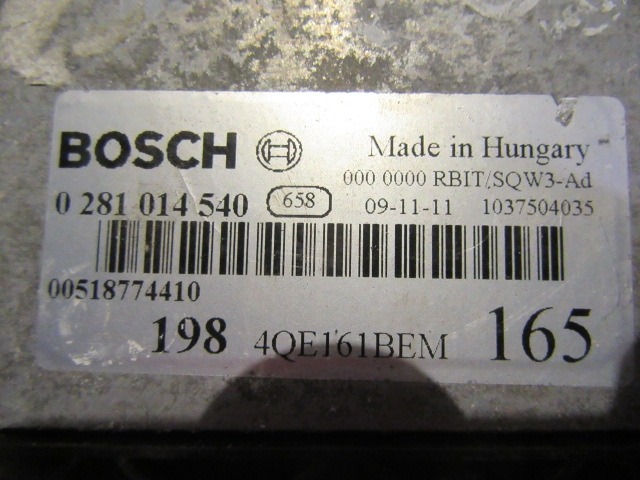 BOSCH Made in Hungary
000 0000 RBIT/SQW3-Ad
0 281 014 540 658 09-11-11 1037504035
00518774410
198 4QE161BEM 165